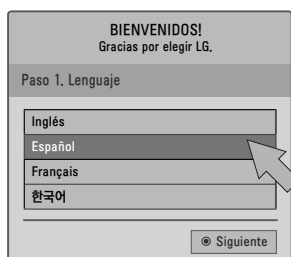 BIENVENIDOS!
Gracias por elegir LG.
Paso 1. Lenguaje
Inglés
Español
Français
한국어
◉ Siguiente